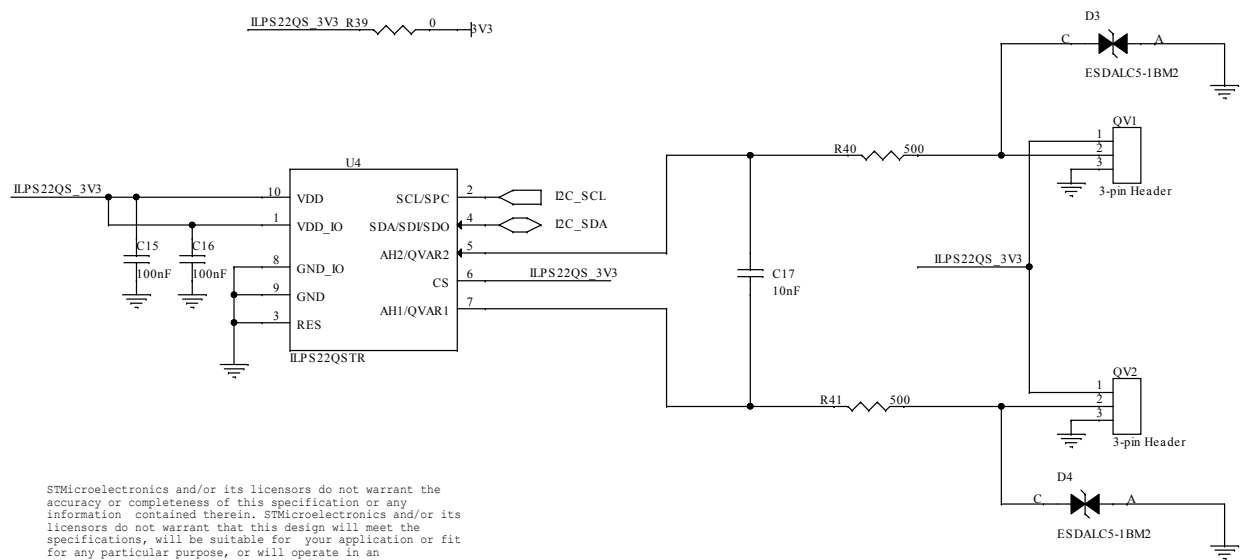 ILPS22QS_3V3 R39 0 3V3
D3
C A
ESDALC5-1BM2
QV1
1
2
3
3-pin Header
R40 500
U4
ILPS22QS_3V3
10 VDD
1 VDD_IO
8 GND_IO
9 GND
3 RES
SCL/SPC 2 I2C_SCL
SDA/SDI/SDO 4 I2C_SDA
AH2/QVAR2 5
CS 6 ILPS22QS_3V3
AH1/QVAR1 7
ILPS22QSTR
C15
100nF
C16
100nF
C17
10nF
ILPS22QS_3V3
R41 500
QV2
1
2
3
3-pin Header
D4
C A
ESDALC5-1BM2
STMicroelectronics and/or its licensors do not warrant the
accuracy or completeness of this specification or any
information contained therein. STMicroelectronics and/or its
licensors do not warrant that this design will meet the
specifications, will be suitable for your application or fit
for any particular purpose, or will operate in an